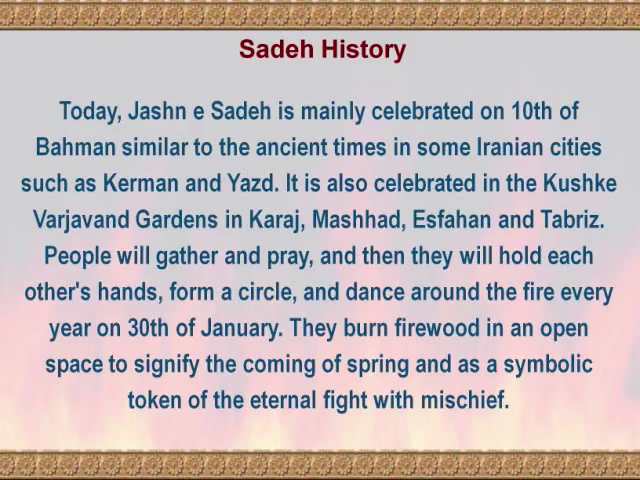 Sadeh History
Today, Jashn e Sadeh is mainly celebrated on 10th of
Bahman similar to the ancient times in some Iranian cities
such as Kerman and Yazd. It is also celebrated in the Kushke
Varjavand Gardens in Karaj, Mashhad, Esfahan and Tabriz.
People will gather and pray, and then they will hold each
other's hands, form a circle, and dance around the fire every
year on 30th of January. They burn firewood in an open
space to signify the coming of spring and as a symbolic
token of the eternal fight with mischief.